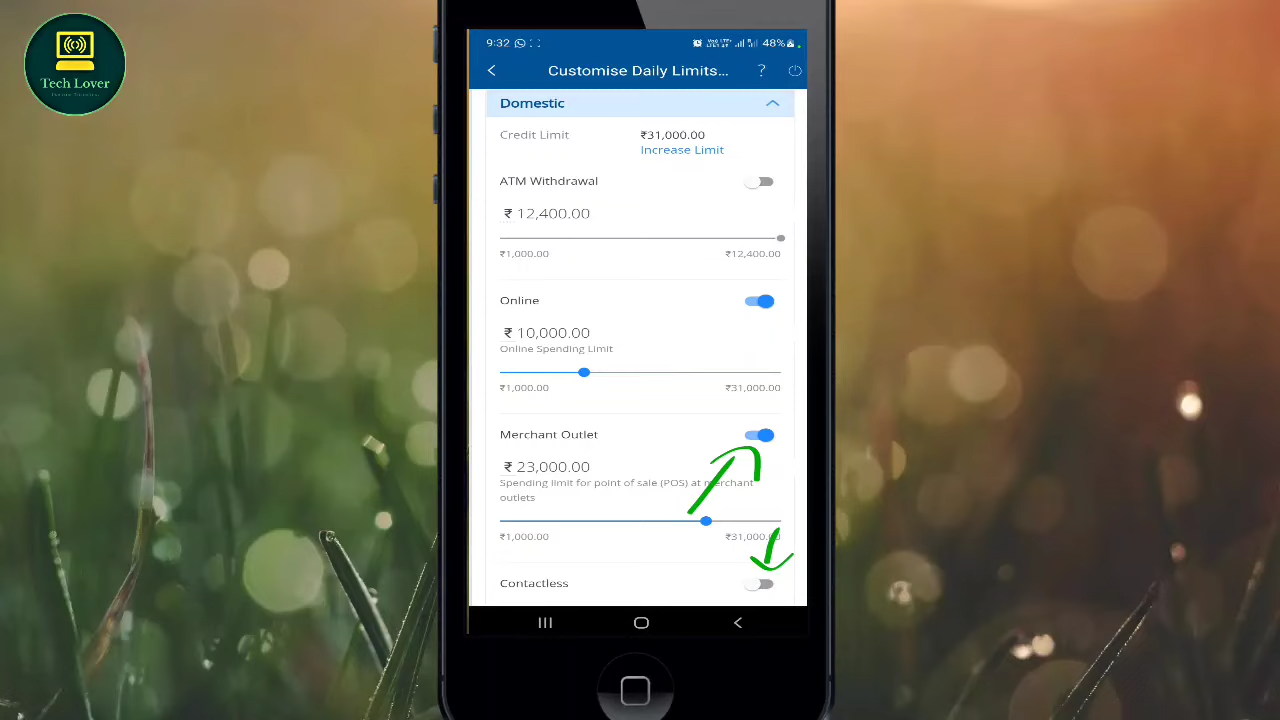 Tech Lover
9:32
48%
Customise Daily Limits... ?
Domestic
Credit Limit ₹31,000.00
Increase Limit
ATM Withdrawal
₹ 12,400.00
₹1,000.00 ₹12,400.00
Online
₹ 10,000.00
Online Spending Limit
₹1,000.00 ₹31,000.00
Merchant Outlet
₹ 23,000.00
Spending limit for point of sale (POS) at merchant
outlets
₹1,000.00 ₹31,000.00
Contactless